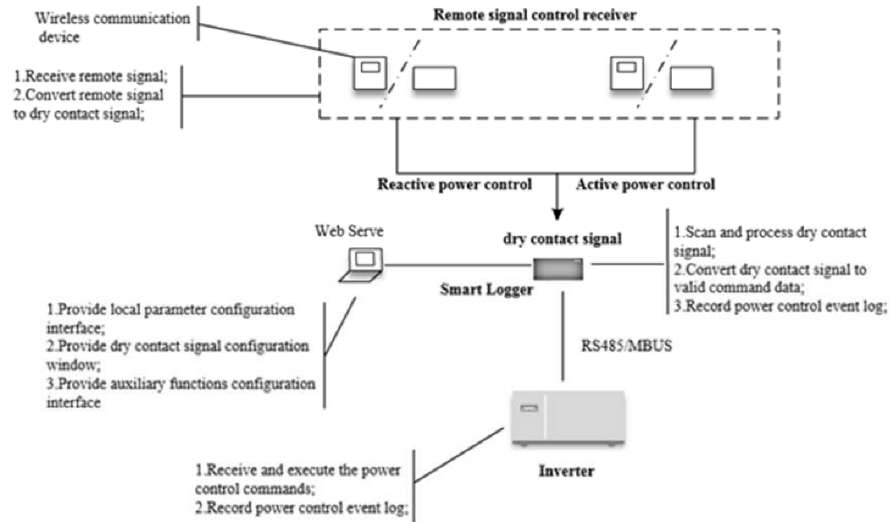 Wireless communication
device
Remote signal control receiver
1.Receive remote signal;
2.Convert remote signal
to dry contact signal;
Reactive power control
Active power control
Web Serve
dry contact signal
Smart Logger
1.Scan and process dry contact
signal;
2.Convert dry contact signal to
valid command data;
3.Record power control event log;
1.Provide local parameter configuration
interface;
2.Provide dry contact signal configuration
window;
3.Provide auxiliary functions configuration
interface
RS485/MBUS
Inverter
1.Receive and execute the power
control commands;
2.Record power control event log;